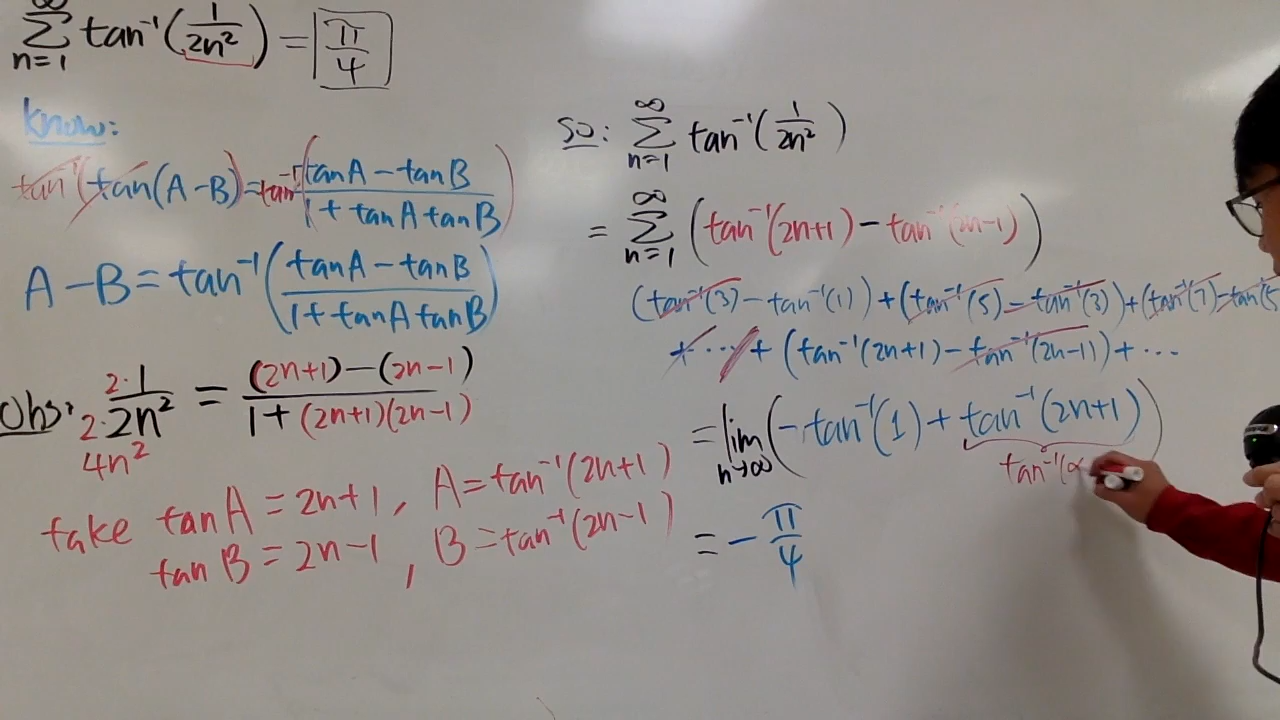 ∞
∑ tan⁻¹(1/2n²) = π/4
n=1
Know:
tan⁻¹(tan(A−B)) = tan⁻¹((tanA − tanB)/(1 + tanA tanB))
A−B = tan⁻¹((tanA − tanB)/(1 + tanA tanB))
Obs: 2·1/2·2n² = ((2n+1)−(2n−1))/(1+(2n+1)(2n−1))
4n²
take tanA = 2n+1, A = tan⁻¹(2n+1)
tanB = 2n−1, B = tan⁻¹(2n−1)
∞
So: ∑ tan⁻¹(1/2n²)
n=1
∞
= ∑ (tan⁻¹(2n+1) − tan⁻¹(2n−1))
n=1
(tan⁻¹(3) − tan⁻¹(1)) + (tan⁻¹(5) − tan⁻¹(3)) + (tan⁻¹(7) − tan⁻¹(5
+ ··· + (tan⁻¹(2n+1) − tan⁻¹(2n−1)) + ···
= lim (−tan⁻¹(1) + tan⁻¹(2n+1))
n→∞
tan⁻¹(
= − π/4